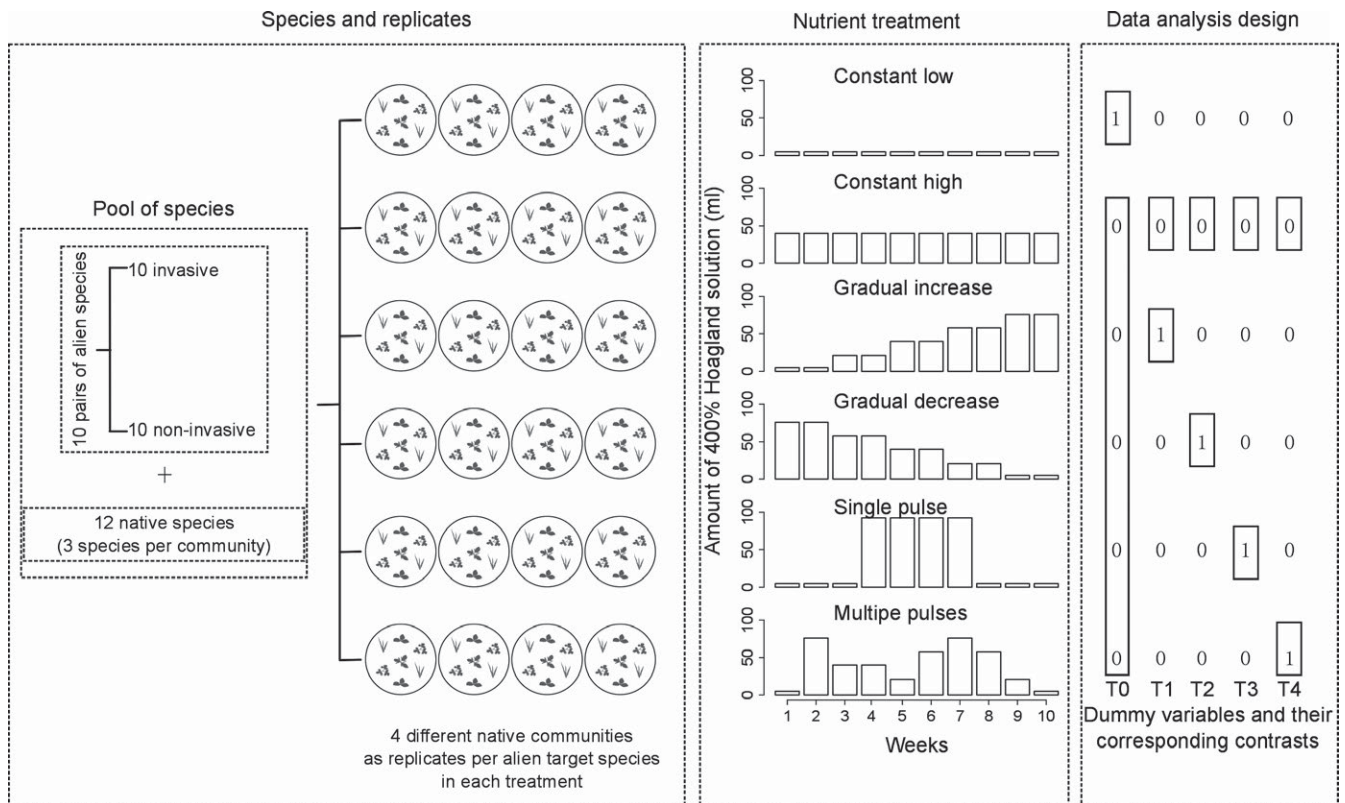 Species and replicates
Pool of species
10 pairs of alien species
10 invasive
10 non-invasive
+
12 native species
(3 species per community)
4 different native communities
as replicates per alien target species
in each treatment
Nutrient treatment
Amount of 400% Hoagland solution (ml)
Constant low
100
50
0
Constant high
100
50
0
Gradual increase
100
50
0
Gradual decrease
100
50
0
Single pulse
100
50
0
Multipe pulses
100
50
0
1 2 3 4 5 6 7 8 9 10
Weeks
Data analysis design
1 0 0 0 0
0 0 0 0 0
0 1 0 0 0
0 0 1 0 0
0 0 0 1 0
0 0 0 0 1
T0 T1 T2 T3 T4
Dummy variables and their
corresponding contrasts